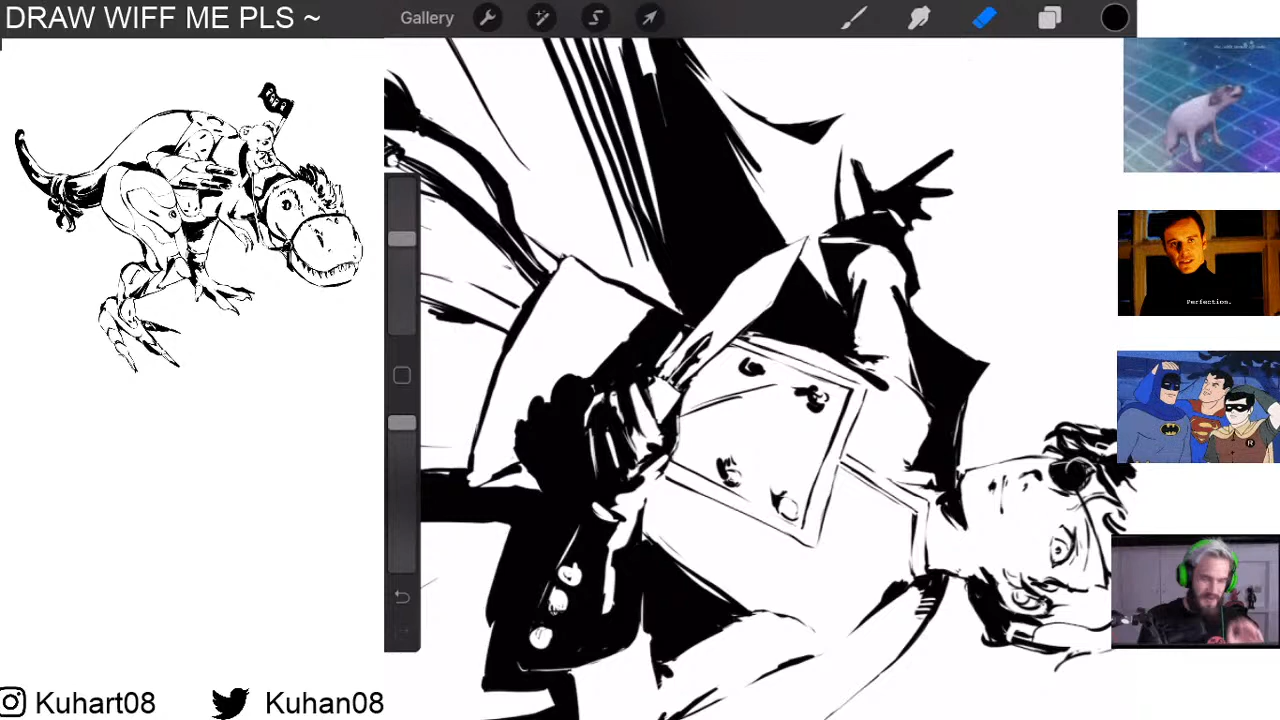 DRAW WIFF ME PLS ~
Gallery
Perfection.
Kuhart08
Kuhan08